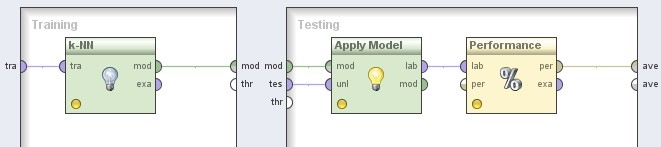 Training
k-NN
tra tra mod mod
exa thr
Testing
Apply Model Performance
mod mod lab lab per ave
tes unl mod per exa ave
thr
%